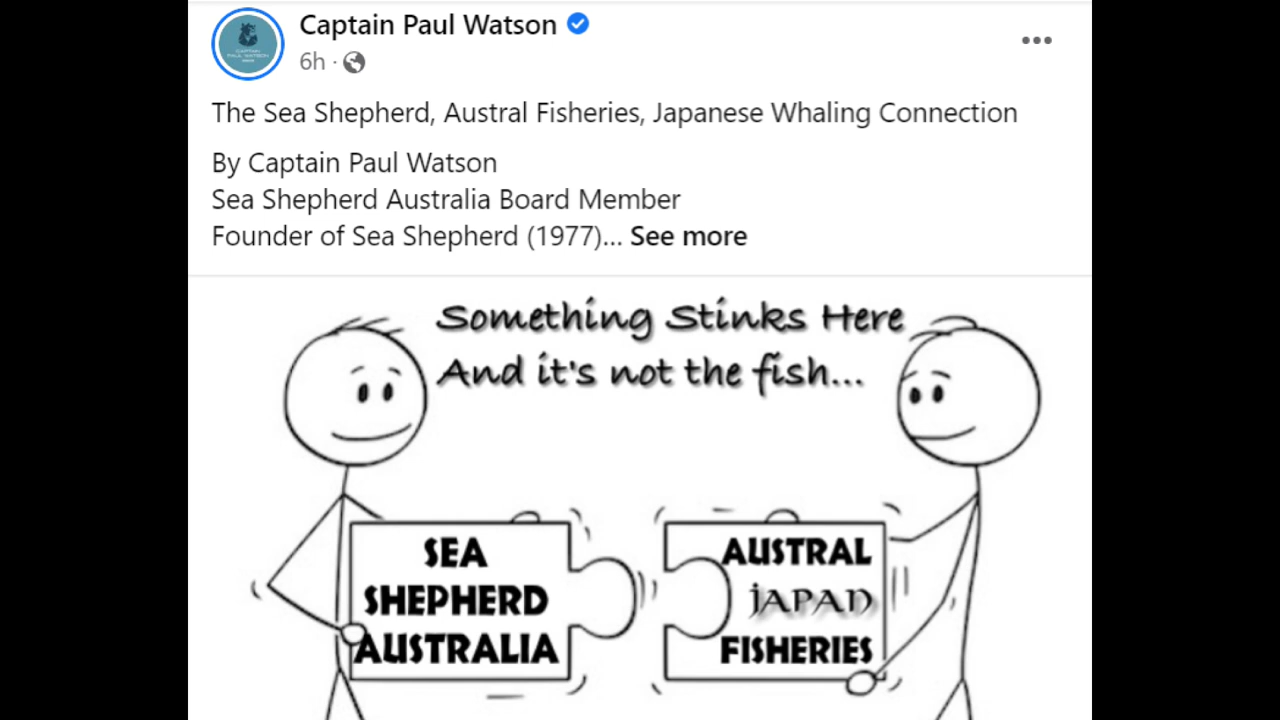 Captain Paul Watson
6h ·
The Sea Shepherd, Austral Fisheries, Japanese Whaling Connection
By Captain Paul Watson
Sea Shepherd Australia Board Member
Founder of Sea Shepherd (1977)... See more
Something Stinks Here
And it's not the fish...
SEA
SHEPHERD
AUSTRALIA
AUSTRAL
JAPAN
FISHERIES